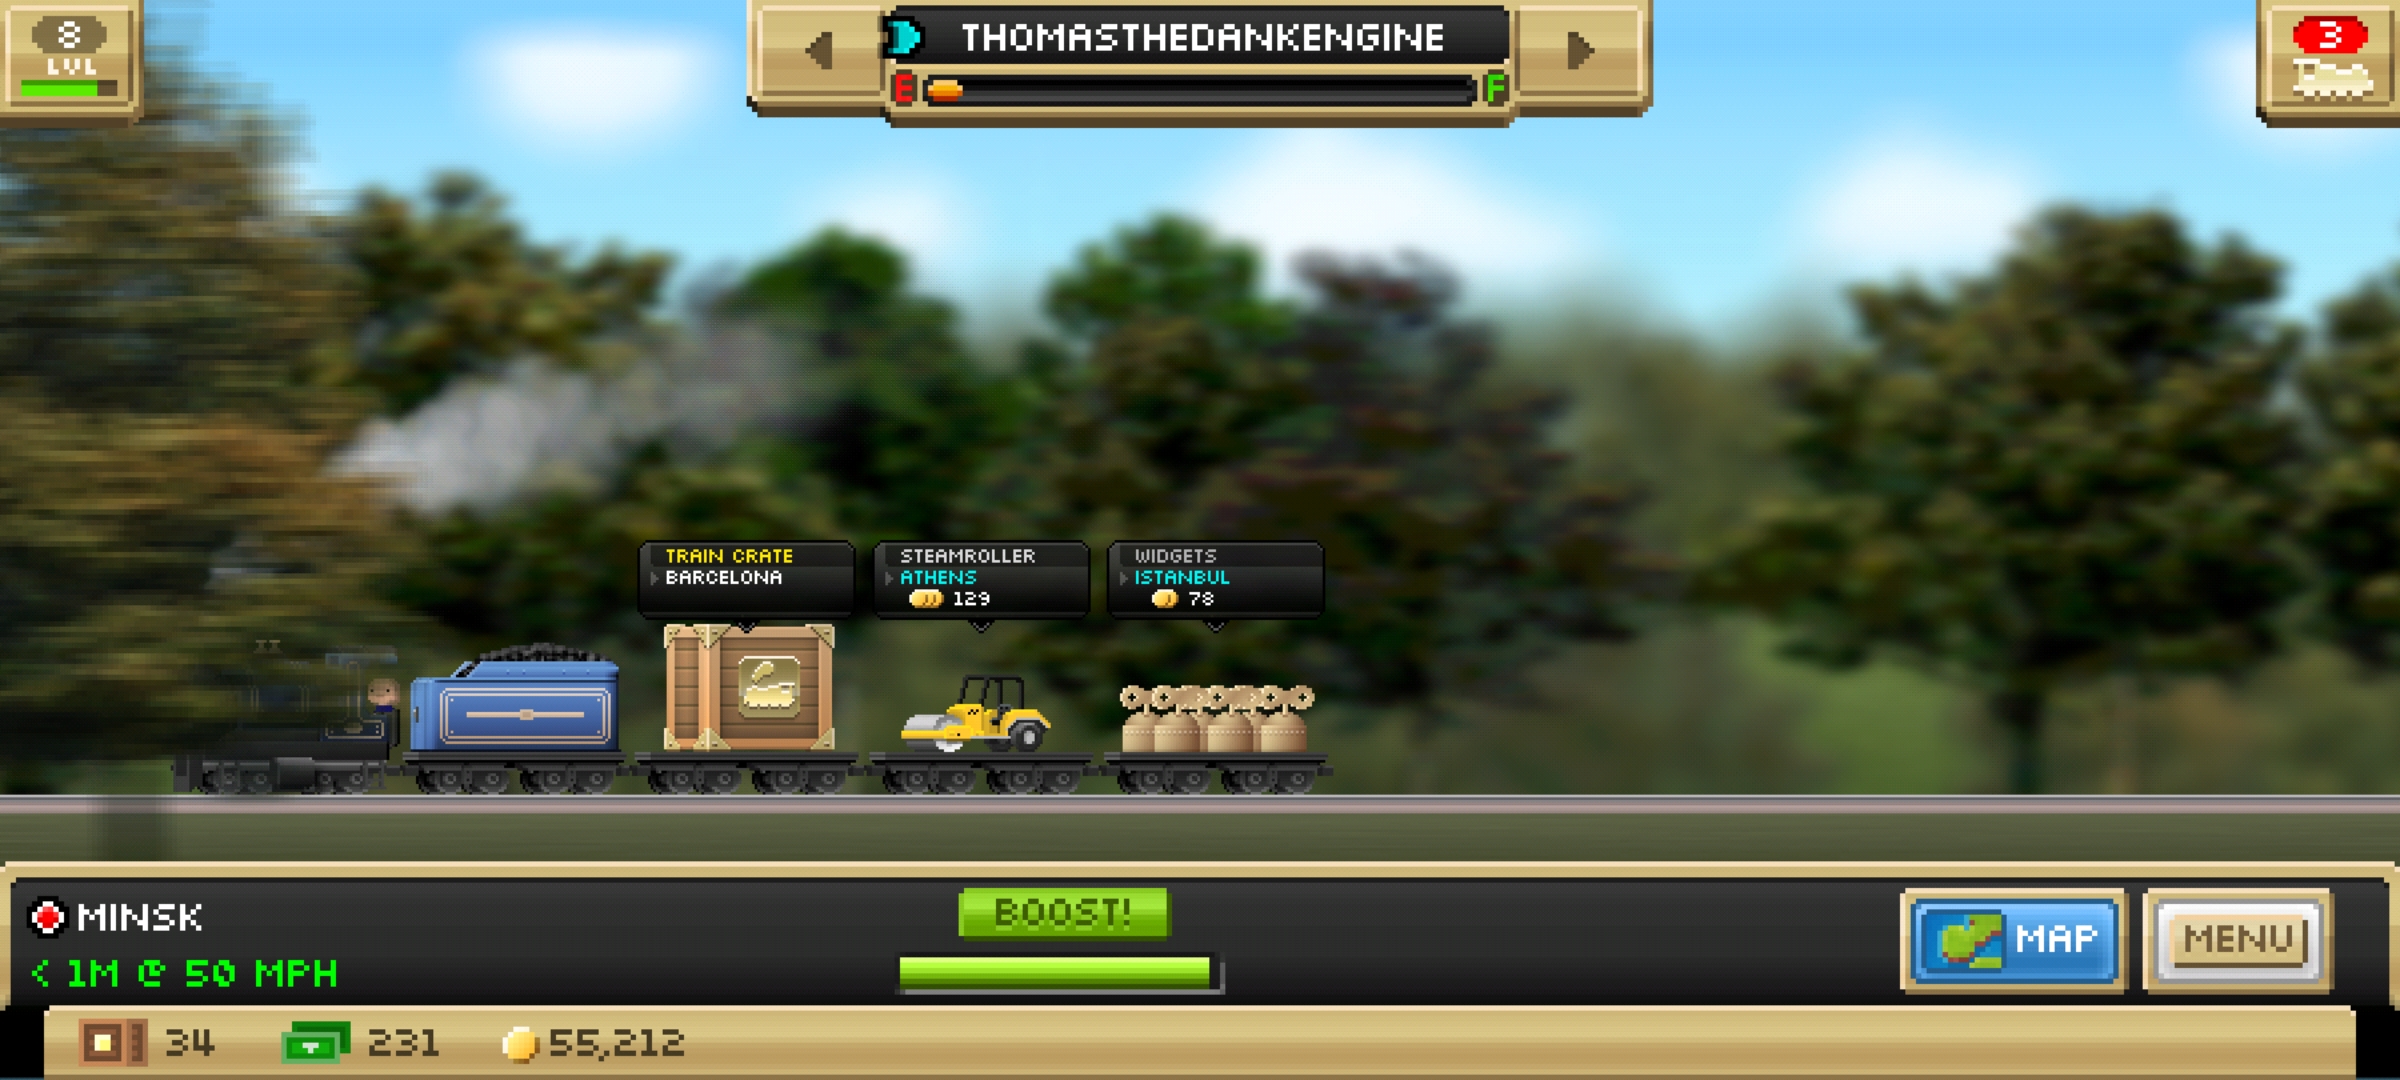 8
LVL
THOMASTHEDANKENGINE
E F
3
TRAIN CRATE
BARCELONA
STEAMROLLER
ATHENS
129
WIDGETS
ISTANBUL
78
MINSK
< 1M @ 50 MPH
BOOST!
MAP
MENU
34
231
55,212